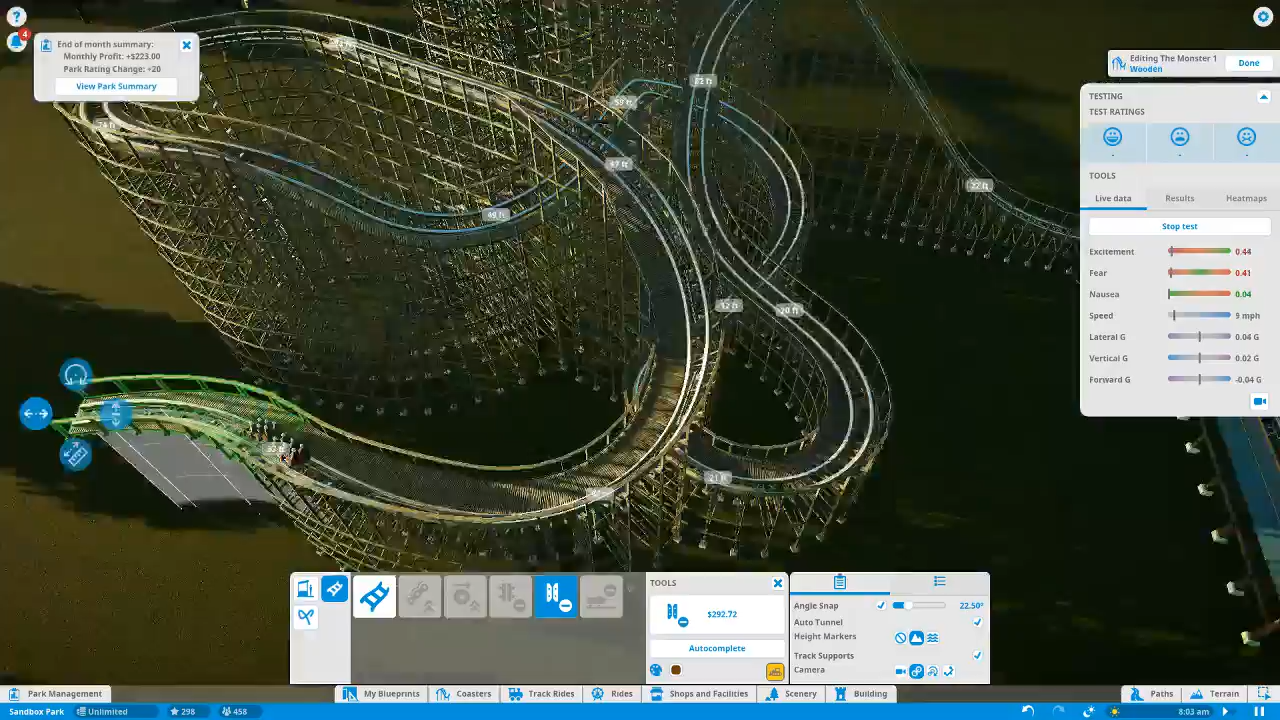 ?
4
End of month summary:
Monthly Profit: +$223.00
Park Rating Change: +20
View Park Summary
Editing The Monster 1
Wooden
Done
TESTING
TEST RATINGS
-
-
-
TOOLS
Live data
Results
Heatmaps
Stop test
Excitement
0.44
Fear
0.41
Nausea
0.04
Speed
9 mph
Lateral G
0.04 G
Vertical G
0.02 G
Forward G
-0.04 G
82 ft
47 ft
32 ft
49 ft
12 ft
20 ft
21 ft
TOOLS
$292.72
Autocomplete
Angle Snap
22.50°
Auto Tunnel
Height Markers
Track Supports
Camera
Park Management
My Blueprints
Coasters
Track Rides
Rides
Shops and Facilities
Scenery
Building
Paths
Terrain
Sandbox Park
Unlimited
298
458
8:03 am